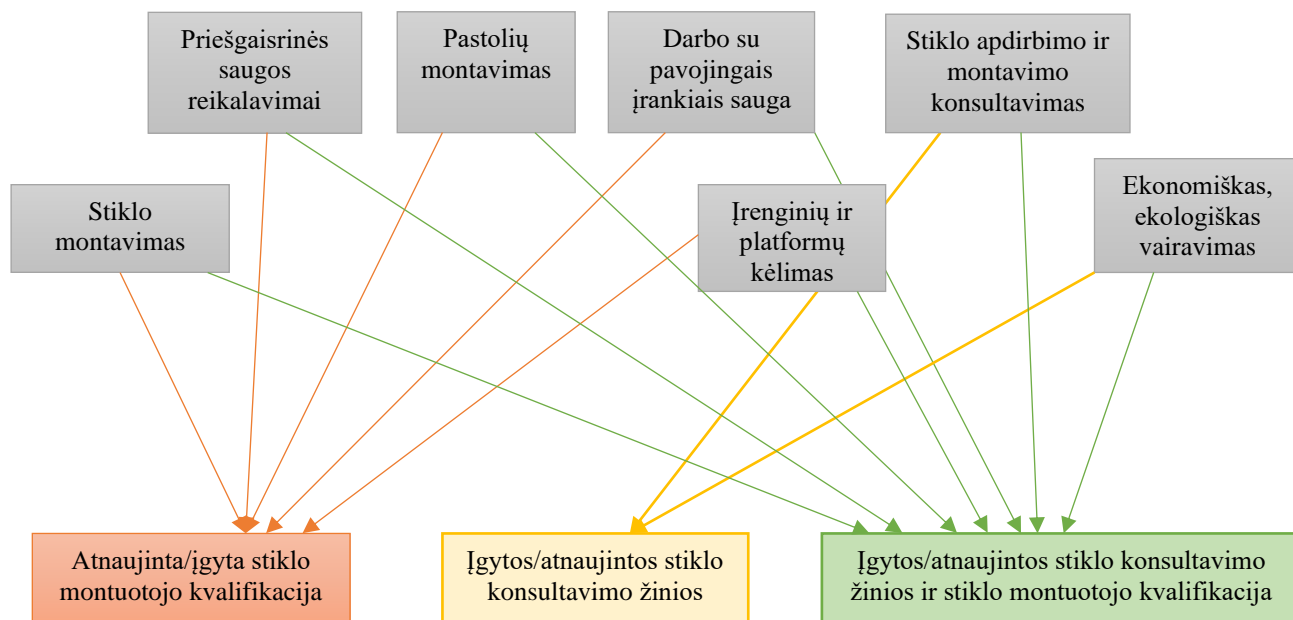 Priešgaisrinės
saugos
reikalavimai
Pastolių
montavimas
Darbo su
pavojingais
įrankiais sauga
Stiklo apdirbimo ir
montavimo
konsultavimas
Stiklo
montavimas
Įrenginių ir
platformų
kėlimas
Ekonomiškas,
ekologiškas
vairavimas
Atnaujinta/įgyta stiklo
montuotojo kvalifikacija
Įgytos/atnaujintos stiklo
konsultavimo žinios
Įgytos/atnaujintos stiklo konsultavimo
žinios ir stiklo montuotojo kvalifikacija